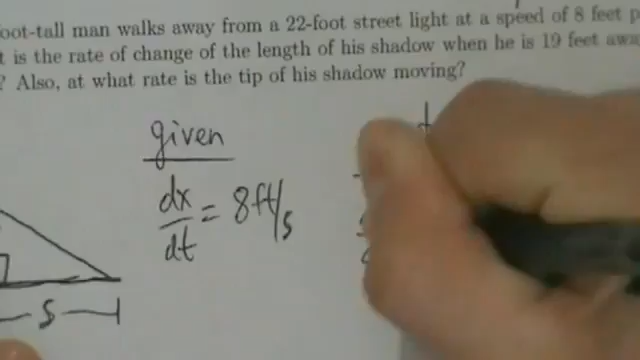 oot-tall man walks away from a 22-foot street light at a speed of 8 feet p
t is the rate of change of the length of his shadow when he is 19 feet awa
? Also, at what rate is the tip of his shadow moving?
given
dx/dt = 8ft/s
s